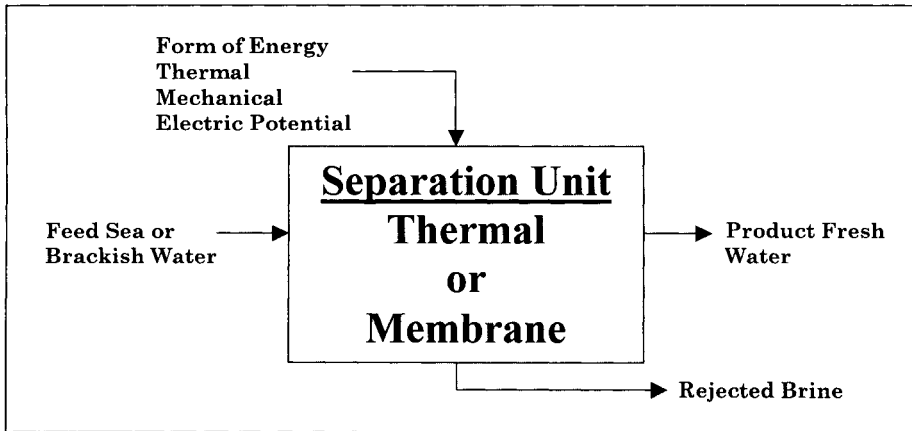 Form of Energy
Thermal
Mechanical
Electric Potential
Separation Unit
Thermal
or
Membrane
Feed Sea or
Brackish Water
Product Fresh
Water
Rejected Brine